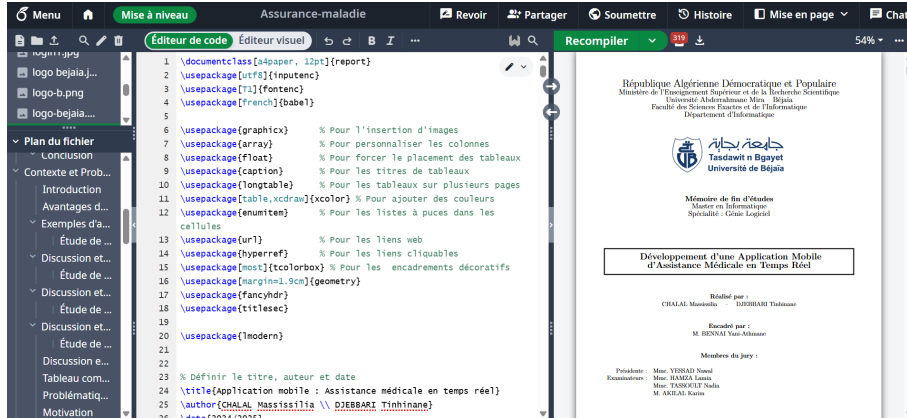 Menu
Mise à niveau
Assurance-maladie
Revoir
Partager
Soumettre
Histoire
Mise en page
Chat
Éditeur de code
Éditeur visuel
B I
Recompiler
319
54%
login1.jpg
logo bejaia.j...
logo-b.png
logo-bejaia....
Plan du fichier
Conclusion
Contexte et Prob...
Introduction
Avantages d...
Exemples d'a...
Étude de ...
Discussion et...
Étude de ...
Discussion et...
Étude de ...
Discussion et...
Étude de ...
Discussion e...
Tableau com...
Problématiq...
Motivation
1 \documentclass[a4paper, 12pt]{report}
2 \usepackage[utf8]{inputenc}
3 \usepackage[T1]{fontenc}
4 \usepackage[french]{babel}
5
6 \usepackage{graphicx} % Pour l'insertion d'images
7 \usepackage{array} % Pour personnaliser les colonnes
8 \usepackage{float} % Pour forcer le placement des tableaux
9 \usepackage{caption} % Pour les titres de tableaux
10 \usepackage{longtable} % Pour les tableaux sur plusieurs pages
11 \usepackage[table,xcdraw]{xcolor} % Pour ajouter des couleurs
12 \usepackage{enumitem} % Pour les listes à puces dans les
cellules
13 \usepackage{url} % Pour les liens web
14 \usepackage{hyperref} % Pour les liens cliquables
15 \usepackage[most]{tcolorbox} % Pour les encadrements décoratifs
16 \usepackage[margin=1.9cm]{geometry}
17 \usepackage{fancyhdr}
18 \usepackage{titlesec}
19
20 \usepackage{lmodern}
21
22
23 % Définir le titre, auteur et date
24 \title{Application mobile : Assistance médicale en temps réel}
25 \author{CHALAL Massissilia \\ DJEBBARI Tinhinane}
26 \date{2024/2025}
République Algérienne Démocratique et Populaire
Ministère de l'Enseignement Supérieur et de la Recherche Scientifique
Université Abderrahmane Mira Béjaia
Faculté des Sciences Exactes et de l'Informatique
Département d'Informatique
جامعة بجاية
Tasdawit n Bgayet
Université de Béjaïa
Mémoire de fin d'études
Master en Informatique
Spécialité : Génie Logiciel
Développement d'une Application Mobile
d'Assistance Médicale en Temps Réel
Réalisé par :
CHALAL Massissilia - DJEBBARI Tinhinane
Encadré par :
M. BENNAI Yani-Athmane
Membres du jury :
Présidente : Mme. YESSAD Nawal
Examinateurs : Mme. HAMZA Lamia
Mme. TASSOULT Nadia
M. AKILAL Karim